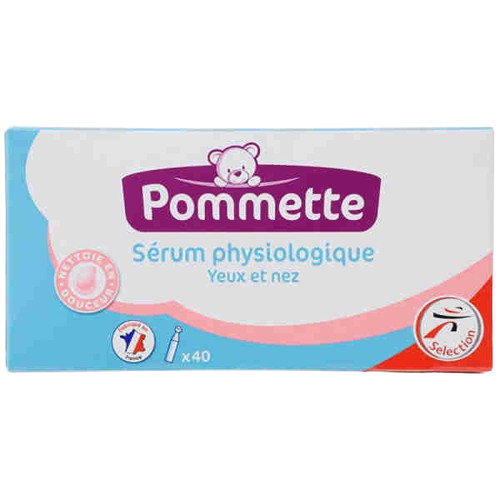 Pommette
Sérum physiologique
Yeux et nez
NETTOIE EN
DOUCEUR
Fabriqué en
France
x40
Sélection